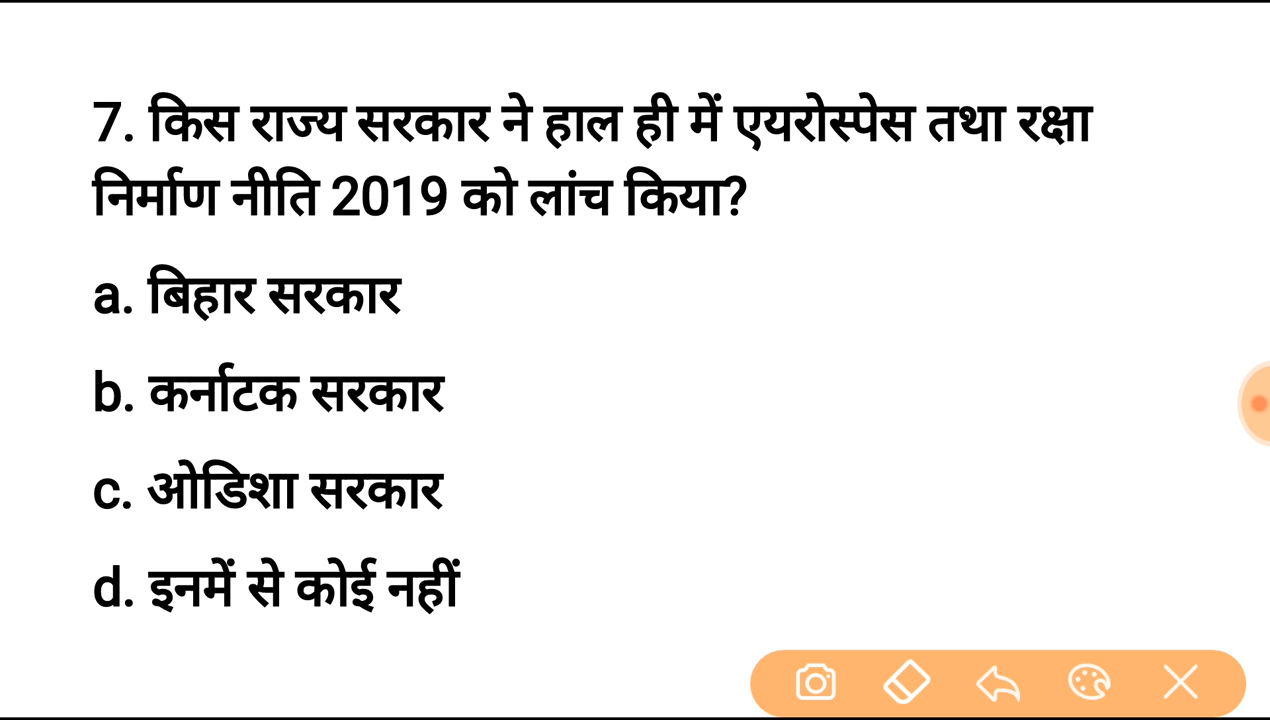 7. किस राज्य सरकार ने हाल ही में एयरोस्पेस तथा रक्षा
निर्माण नीति 2019 को लांच किया?
a. बिहार सरकार
b. कर्नाटक सरकार
c. ओडिशा सरकार
d. इनमें से कोई नहीं